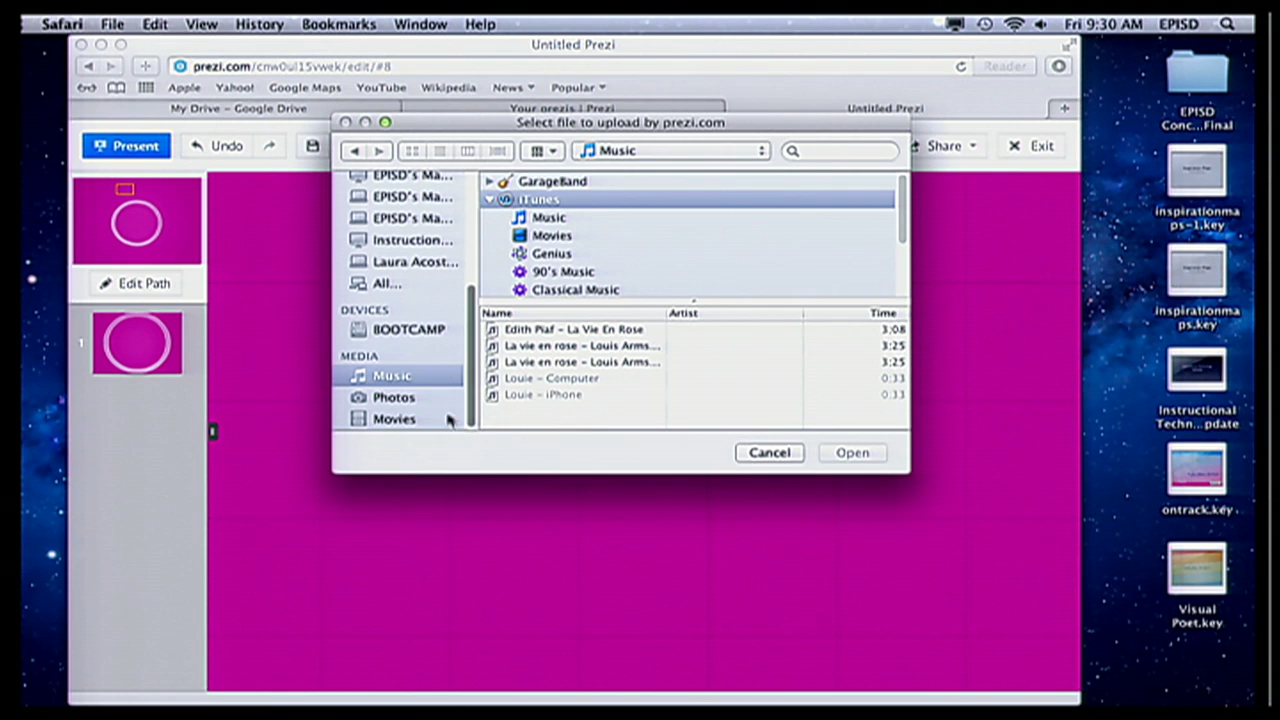 Safari File Edit View History Bookmarks Window Help Fri 9:30 AM EPISD
Untitled Prezi
prezi.com/cnw0ul15vwek/edit/#8 Reader
Apple Yahoo! Google Maps YouTube Wikipedia News Popular
My Drive – Google Drive Your prezis | Prezi Untitled Prezi
Select file to upload by prezi.com
Present Undo Music Share Exit
EPISD's Ma...
EPISD's Ma...
EPISD's Ma...
Instruction...
Laura Acost...
All...
DEVICES
BOOTCAMP
MEDIA
Music
Photos
Movies
GarageBand
iTunes
Music
Movies
Genius
90's Music
Classical Music
Name Artist Time
Edith Piaf – La Vie En Rose 3:08
La vie en rose – Louis Arms... 3:25
La vie en rose – Louis Arms... 3:25
Louie – Computer 0:33
Louie – iPhone 0:33
Cancel Open
Edit Path
1
EPISD
Conc...Final
inspirationma
ps-1.key
inspirationma
ps.key
Instructional
Techn...pdate
ontrack.key
Visual
Poet.key